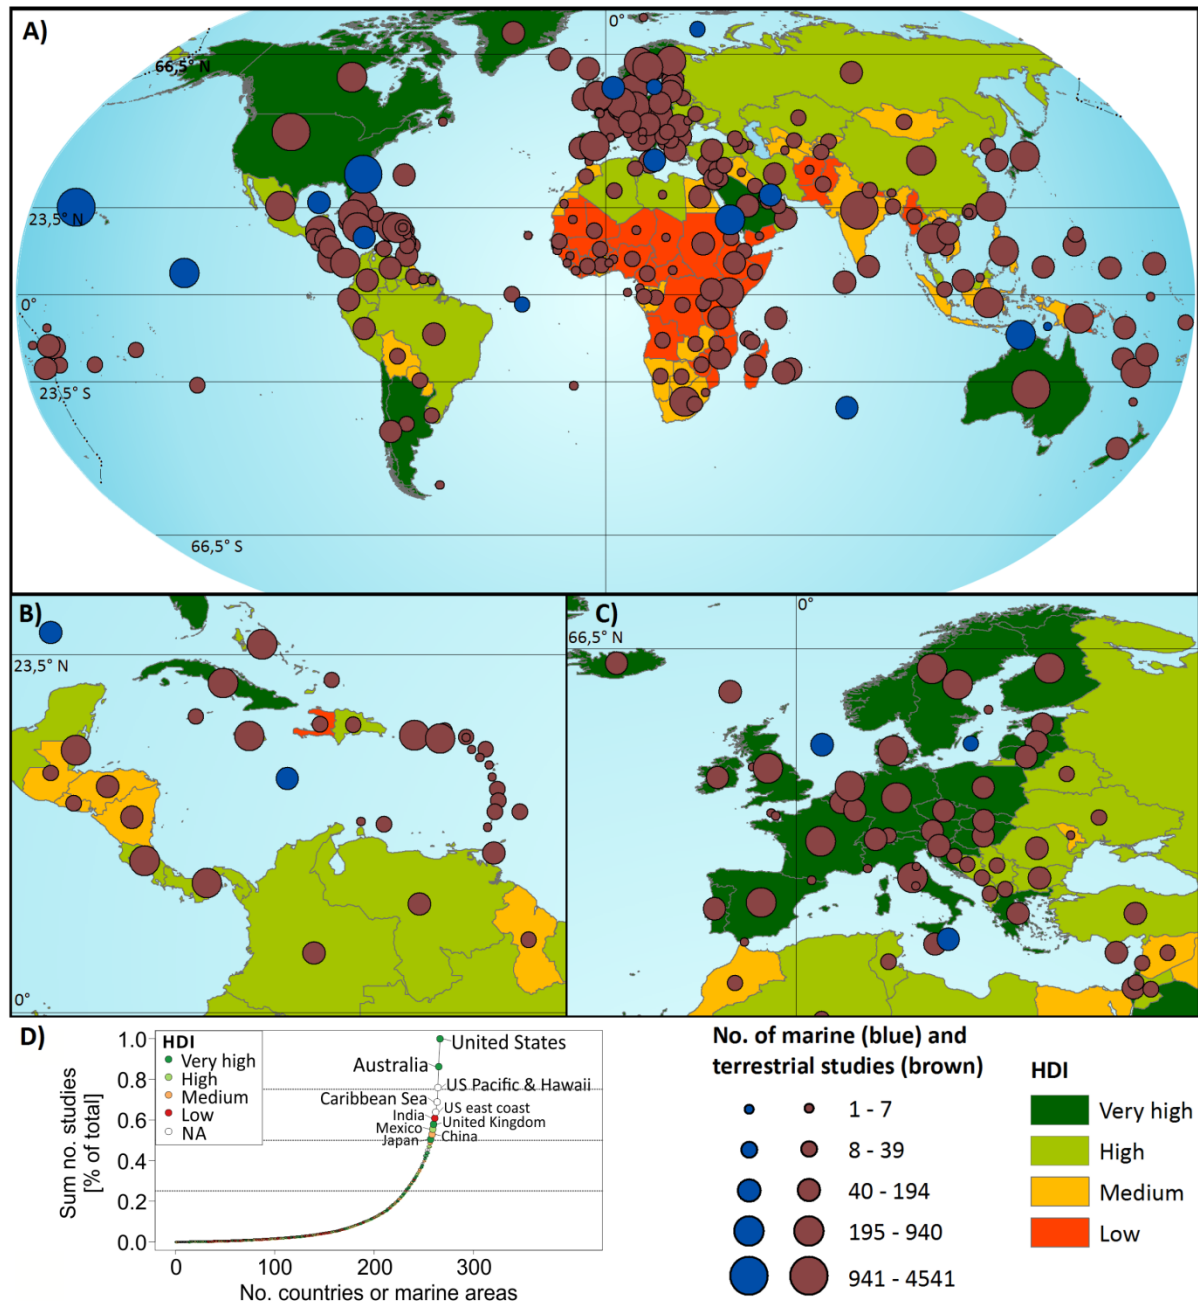 A)
0°
66,5° N
23,5° N
0°
23,5° S
66,5° S
B)
23,5° N
0°
C)
0°
66,5° N
D)
HDI
Very high
High
Medium
Low
NA
1.0
0.8
0.6
0.4
0.2
0.0
Sum no. studies
[% of total]
United States
Australia
US Pacific & Hawaii
Caribbean Sea
US east coast
India
United Kingdom
Mexico
China
Japan
0
100
200
300
No. countries or marine areas
No. of marine (blue) and
terrestrial studies (brown)
1 - 7
8 - 39
40 - 194
195 - 940
941 - 4541
HDI
Very high
High
Medium
Low